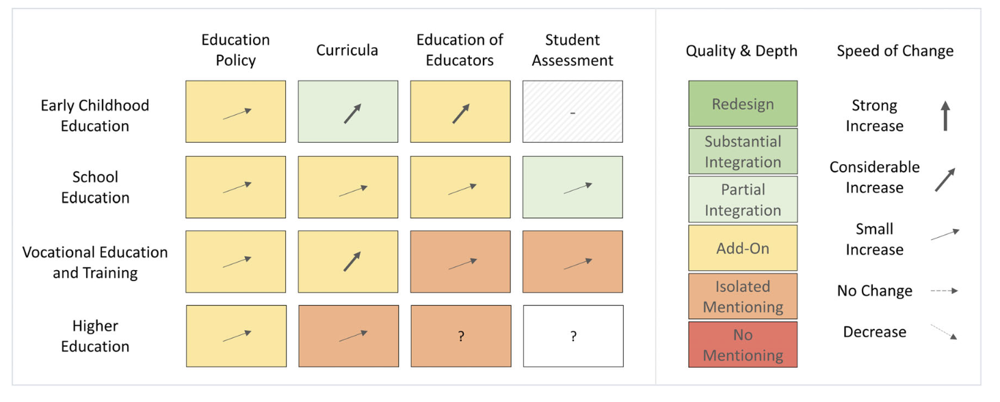 Education
Policy
Curricula
Education of
Educators
Student
Assessment
Early Childhood
Education
-
School
Education
Vocational Education
and Training
Higher
Education
?
?
Quality & Depth
Redesign
Substantial
Integration
Partial
Integration
Add-On
Isolated
Mentioning
No
Mentioning
Speed of Change
Strong
Increase
Considerable
Increase
Small
Increase
No Change
Decrease